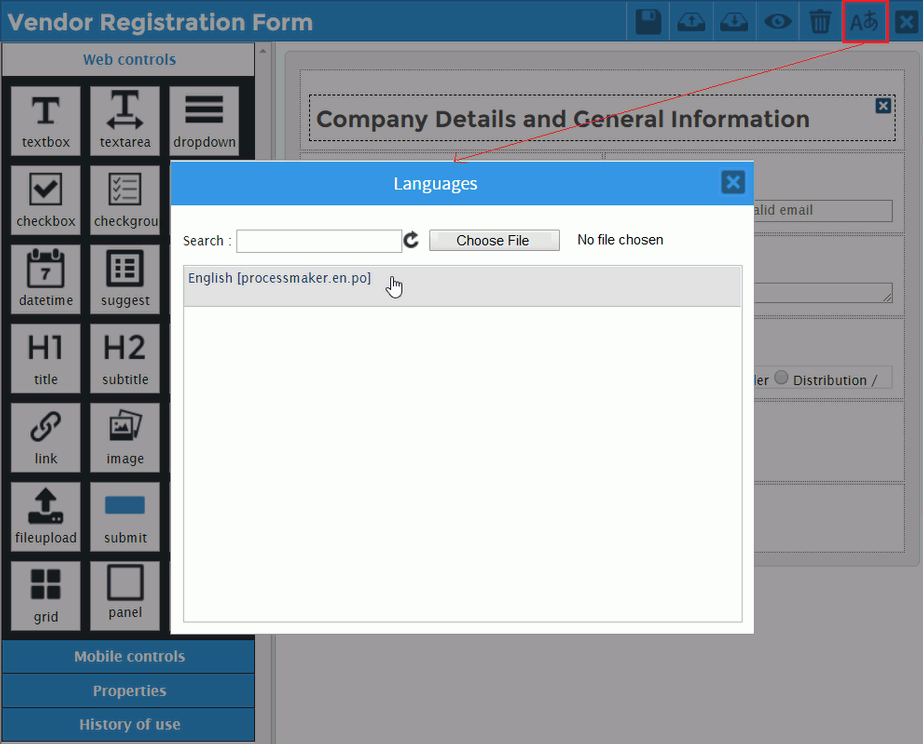 Vendor Registration Form
Aあ
Web controls
textbox
textarea
dropdown
Company Details and General Information
checkbox
checkgrou
Languages
alid email
Search :
Choose File
No file chosen
7
datetime
suggest
English [processmaker.en.po]
H1
title
H2
subtitle
ler
Distribution /
link
image
fileupload
submit
grid
panel
Mobile controls
Properties
History of use